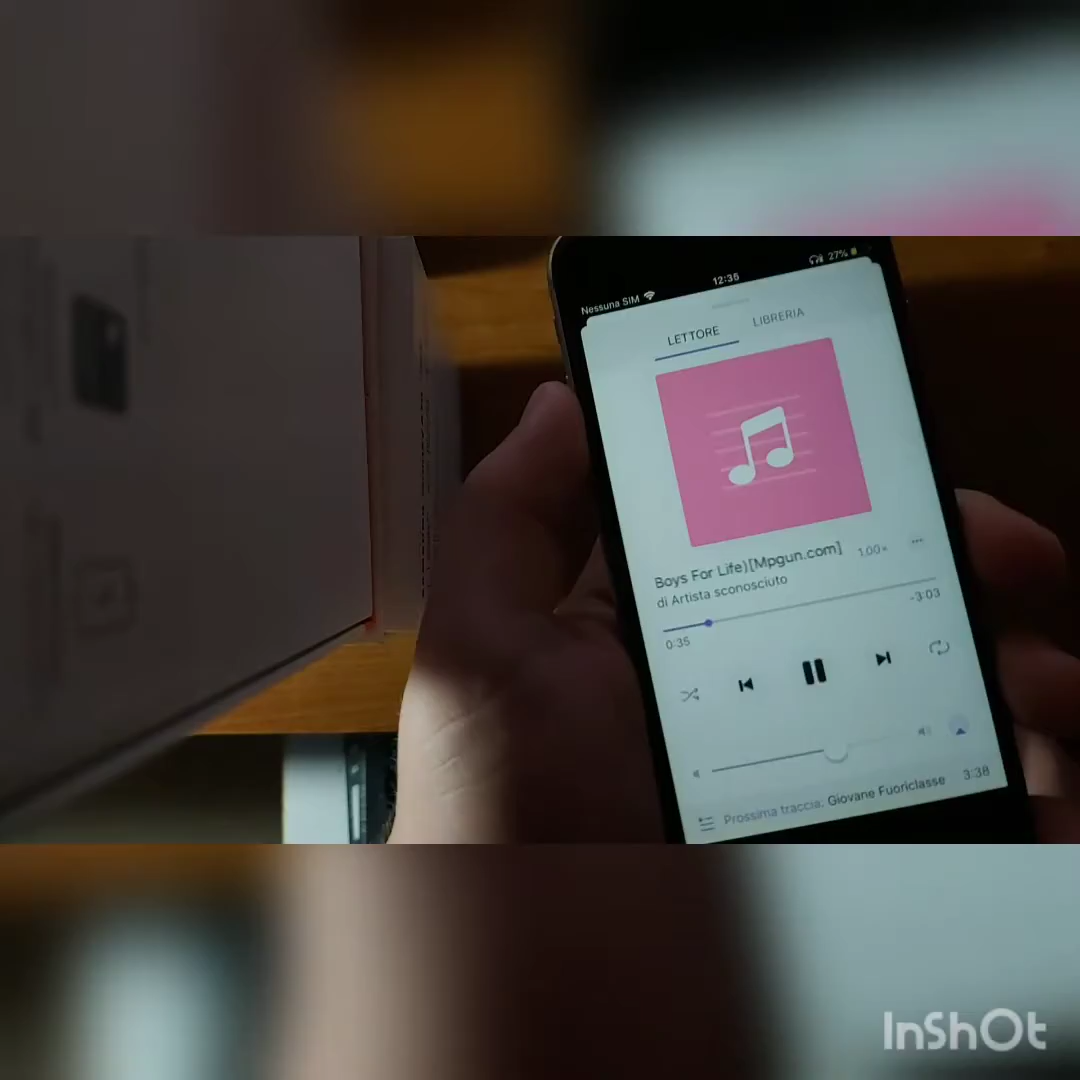 Nessuna SIM
12:35
27%
LETTORE
LIBRERIA
Boys For Life)[Mpgun.com]
1.00×
di Artista sconosciuto
0:35
-3:03
Prossima traccia: Giovane Fuoriclasse
3:38
InShOt